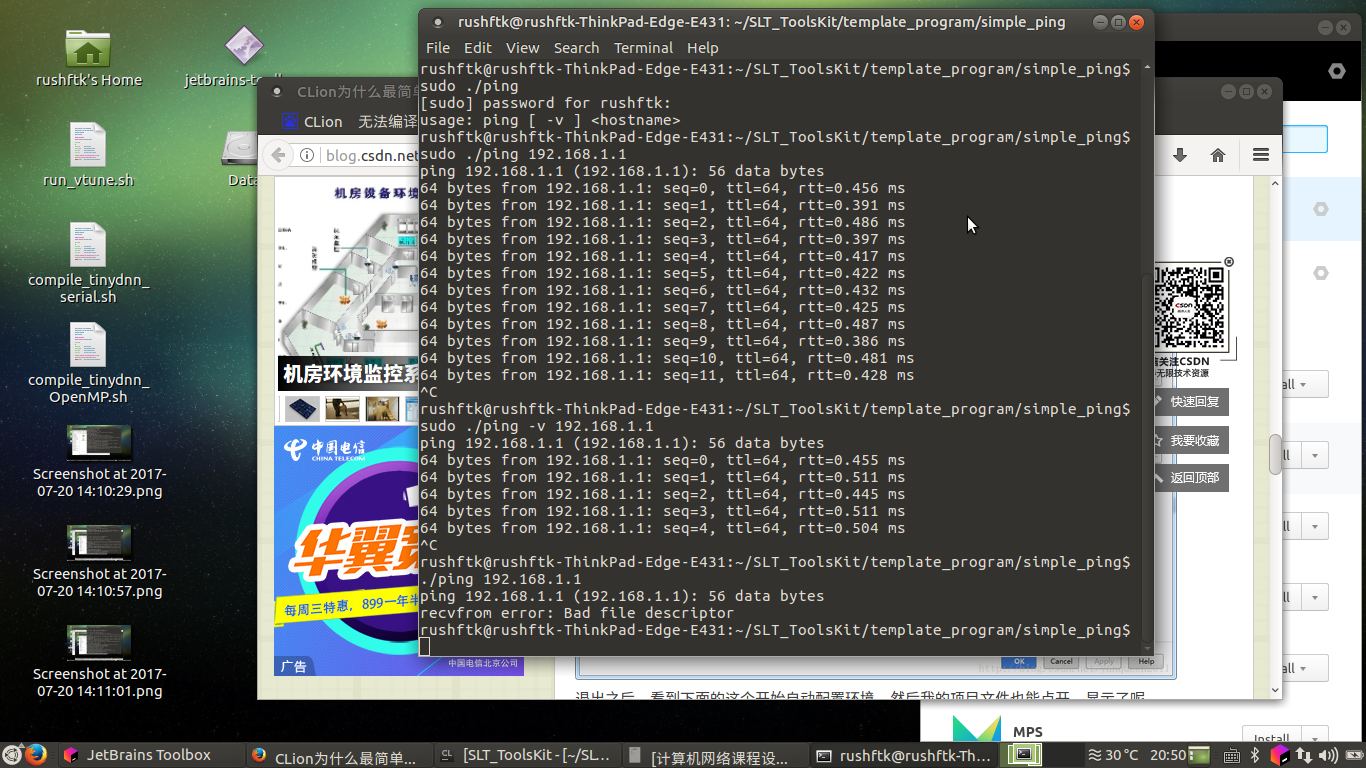 rushftk@rushftk-ThinkPad-Edge-E431: ~/SLT_ToolsKit/template_program/simple_ping
File Edit View Search Terminal Help
rushftk@rushftk-ThinkPad-Edge-E431:~/SLT_ToolsKit/template_program/simple_ping$
sudo ./ping
[sudo] password for rushftk:
usage: ping [ -v ] <hostname>
rushftk@rushftk-ThinkPad-Edge-E431:~/SLT_ToolsKit/template_program/simple_ping$
sudo ./ping 192.168.1.1
ping 192.168.1.1 (192.168.1.1): 56 data bytes
64 bytes from 192.168.1.1: seq=0, ttl=64, rtt=0.456 ms
64 bytes from 192.168.1.1: seq=1, ttl=64, rtt=0.391 ms
64 bytes from 192.168.1.1: seq=2, ttl=64, rtt=0.486 ms
64 bytes from 192.168.1.1: seq=3, ttl=64, rtt=0.397 ms
64 bytes from 192.168.1.1: seq=4, ttl=64, rtt=0.417 ms
64 bytes from 192.168.1.1: seq=5, ttl=64, rtt=0.422 ms
64 bytes from 192.168.1.1: seq=6, ttl=64, rtt=0.432 ms
64 bytes from 192.168.1.1: seq=7, ttl=64, rtt=0.425 ms
64 bytes from 192.168.1.1: seq=8, ttl=64, rtt=0.487 ms
64 bytes from 192.168.1.1: seq=9, ttl=64, rtt=0.386 ms
64 bytes from 192.168.1.1: seq=10, ttl=64, rtt=0.481 ms
64 bytes from 192.168.1.1: seq=11, ttl=64, rtt=0.428 ms
^C
rushftk@rushftk-ThinkPad-Edge-E431:~/SLT_ToolsKit/template_program/simple_ping$
sudo ./ping -v 192.168.1.1
ping 192.168.1.1 (192.168.1.1): 56 data bytes
64 bytes from 192.168.1.1: seq=0, ttl=64, rtt=0.455 ms
64 bytes from 192.168.1.1: seq=1, ttl=64, rtt=0.511 ms
64 bytes from 192.168.1.1: seq=2, ttl=64, rtt=0.445 ms
64 bytes from 192.168.1.1: seq=3, ttl=64, rtt=0.511 ms
64 bytes from 192.168.1.1: seq=4, ttl=64, rtt=0.504 ms
^C
rushftk@rushftk-ThinkPad-Edge-E431:~/SLT_ToolsKit/template_program/simple_ping$
./ping 192.168.1.1
ping 192.168.1.1 (192.168.1.1): 56 data bytes
recvfrom error: Bad file descriptor
rushftk@rushftk-ThinkPad-Edge-E431:~/SLT_ToolsKit/template_program/simple_ping$
rushftk's Home
run_vtune.sh
Data
compile_tinydnn_
serial.sh
compile_tinydnn_
OpenMP.sh
Screenshot at 2017-
07-20 14:10:29.png
Screenshot at 2017-
07-20 14:10:57.png
Screenshot at 2017-
07-20 14:11:01.png
CLion为什么最简单
CLion 无法编译
blog.csdn.net
机房设备环境
机房环境监控系
中国电信
CHINA TELECOM
华翼宽
每周三特惠，899一年半
广告
中国电信北京公司
关注CSDN
无限技术资源
快速回复
我要收藏
返回顶部
OK Cancel Apply Help
退出之后，看到下面的这个开始自动配置环境，然后我的项目文件也能点开，显示了呢
MPS
Install
JetBrains Toolbox
CLion为什么最简单...
[SLT_ToolsKit - [~/SL...
[计算机网络课程设...
rushftk@rushftk-Th...
30 °C
20:50